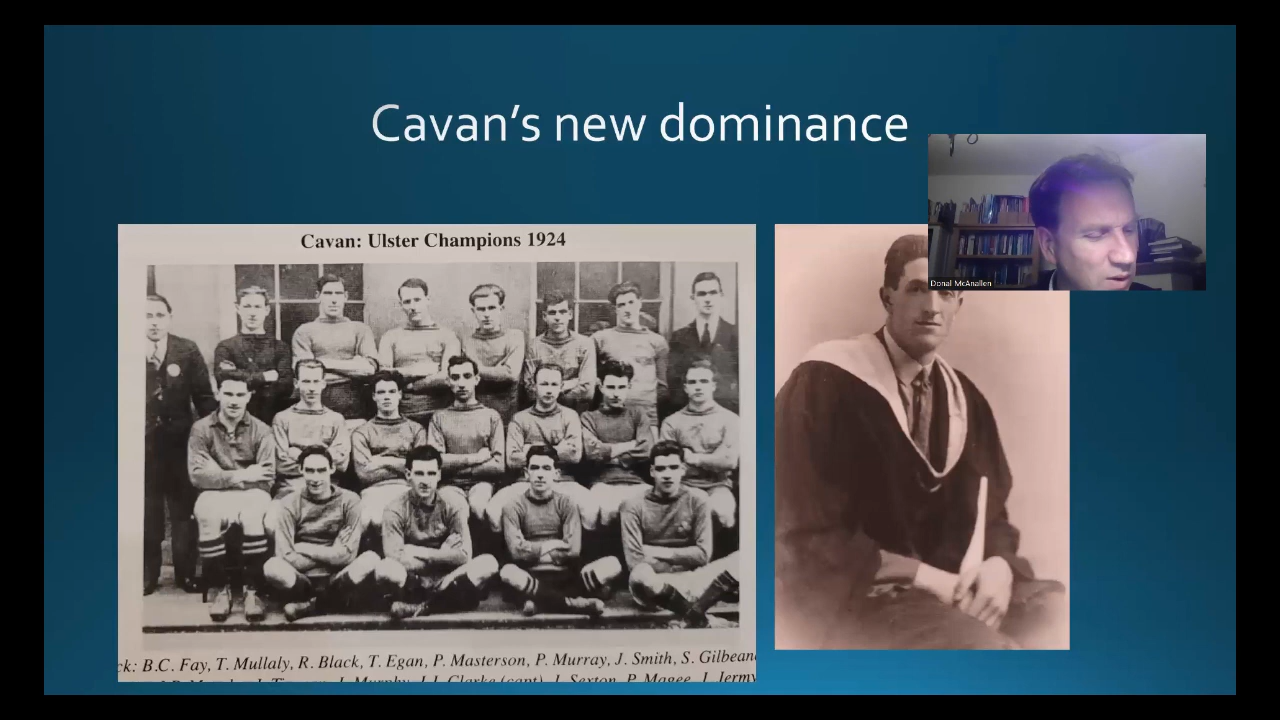 Cavan's new dominance
Donal McAnallen
Cavan: Ulster Champions 1924
ck: B.C. Fay, T. Mullaly, R. Black, T. Egan, P. Masterson, P. Murray, J. Smith, S. Gilbean
J. Murphy, J.J. Clarke (capt), J. Sexton, P. Magee, J. Jermy